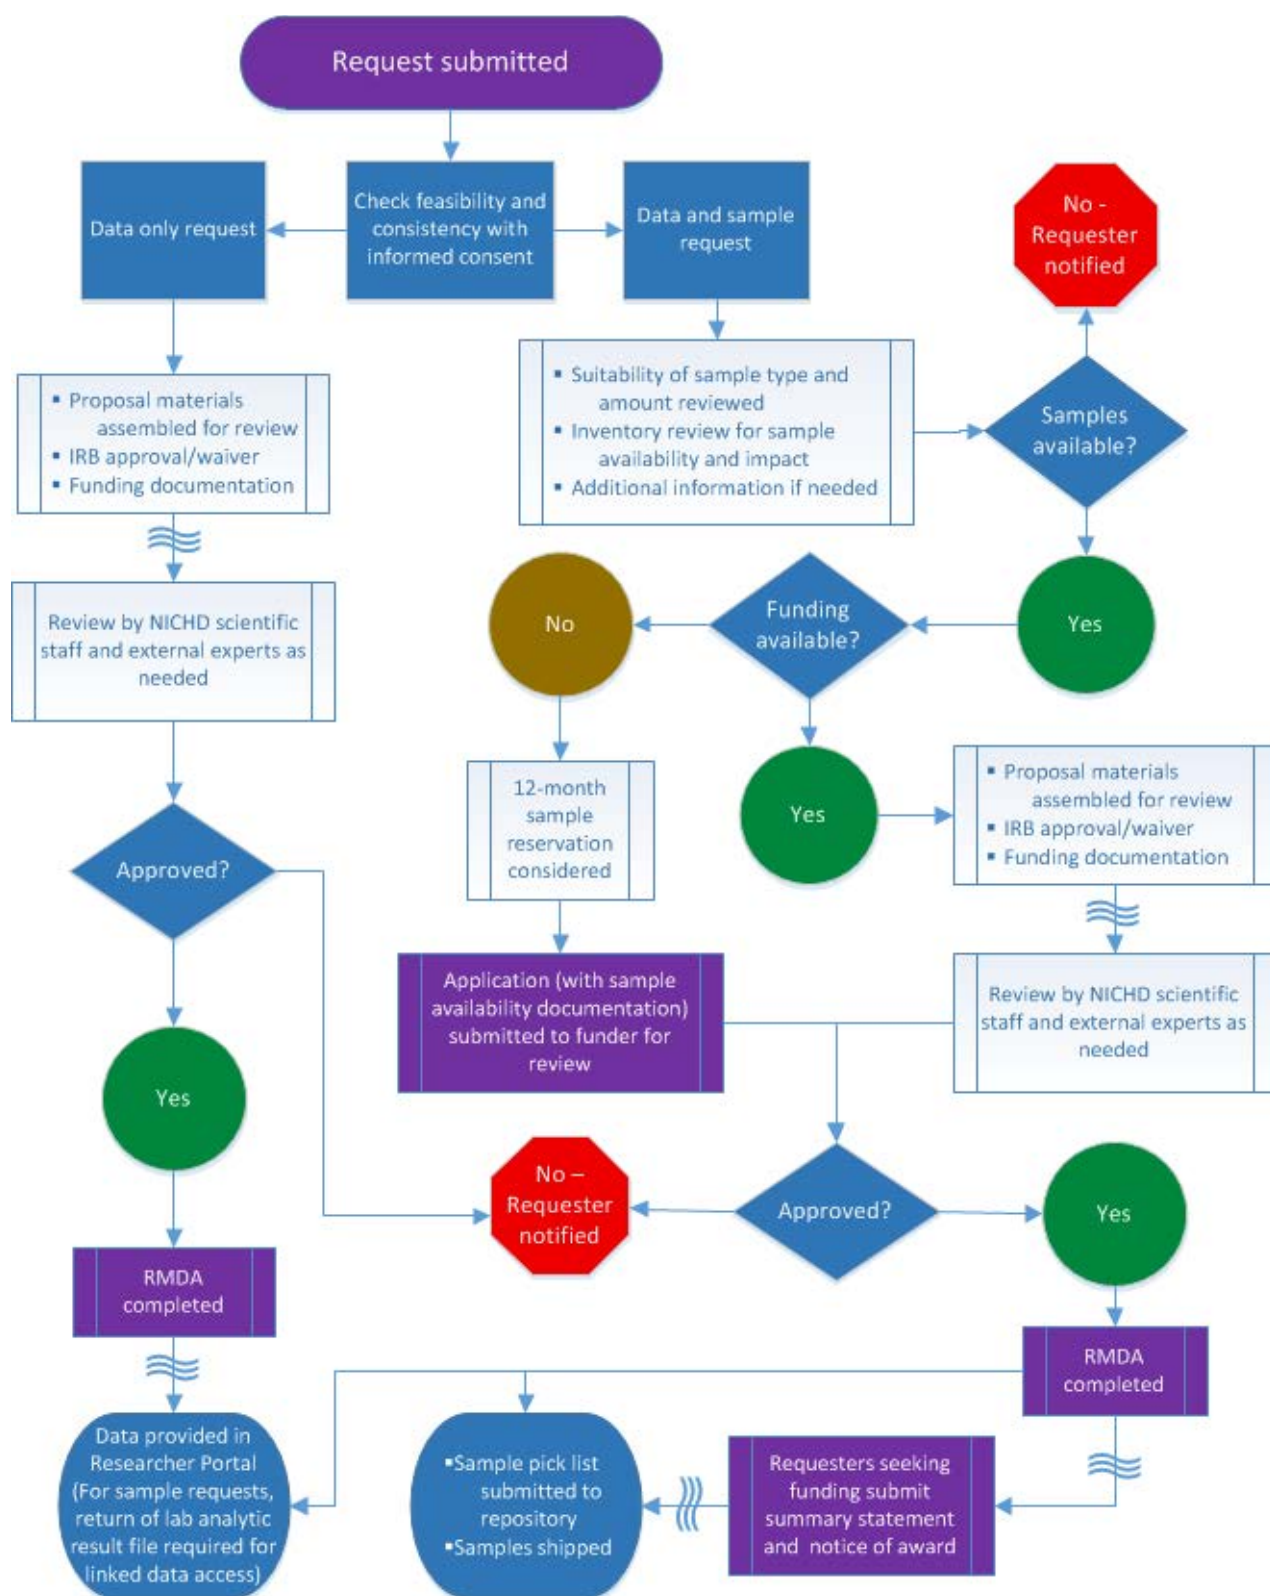 Request submitted
Data only request
Check feasibility and
consistency with
informed consent
Data and sample
request
No -
Requester
notified
▪ Proposal materials
assembled for review
▪ IRB approval/waiver
▪ Funding documentation
▪ Suitability of sample type and
amount reviewed
▪ Inventory review for sample
availability and impact
▪ Additional information if needed
Samples
available?
Review by NICHD scientific
staff and external experts as
needed
No
Funding
available?
Yes
12-month
sample
reservation
considered
Yes
▪ Proposal materials
assembled for review
▪ IRB approval/waiver
▪ Funding documentation
Approved?
Application (with sample
availability documentation)
submitted to funder for
review
Review by NICHD scientific
staff and external experts as
needed
Yes
No –
Requester
notified
Approved?
Yes
RMDA
completed
RMDA
completed
Data provided in
Researcher Portal
(For sample requests,
return of lab analytic
result file required for
linked data access)
▪Sample pick list
submitted to
repository
▪Samples shipped
Requesters seeking
funding submit
summary statement
and notice of award